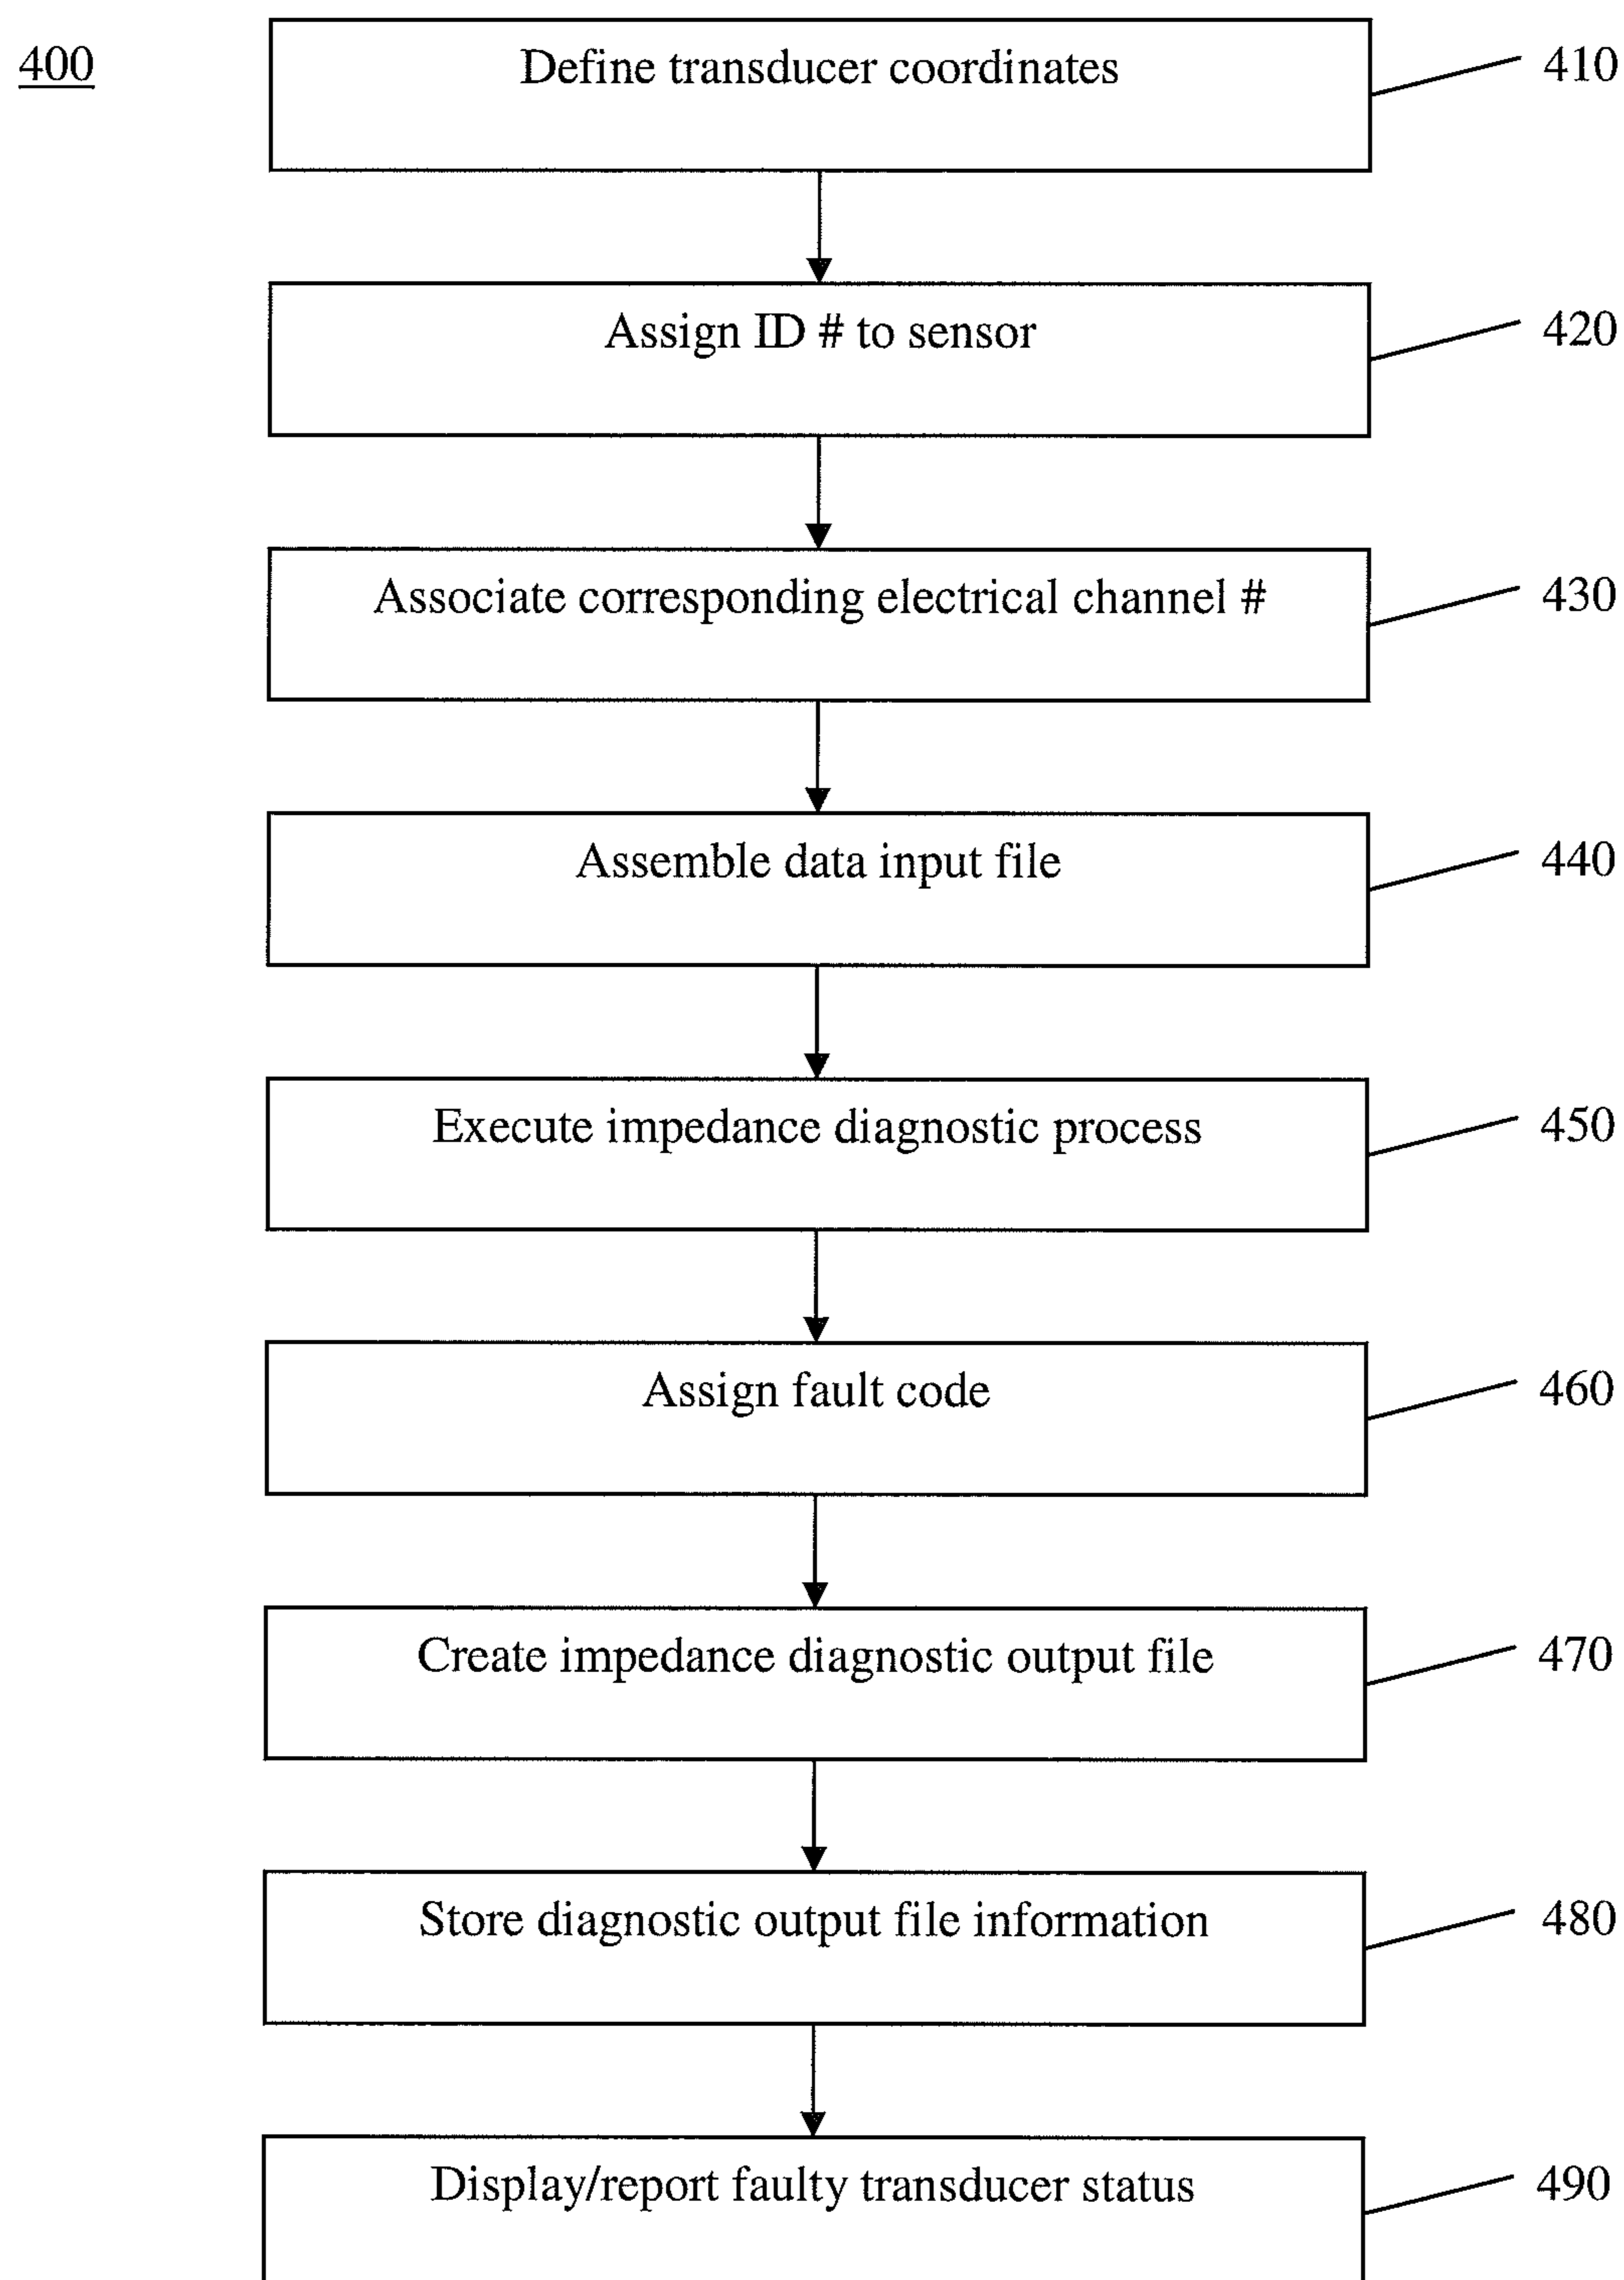 400
Define transducer coordinates
410
Assign ID # to sensor
420
Associate corresponding electrical channel #
430
Assemble data input file
440
Execute impedance diagnostic process
450
Assign fault code
460
Create impedance diagnostic output file
470
Store diagnostic output file information
480
Display/report faulty transducer status
490